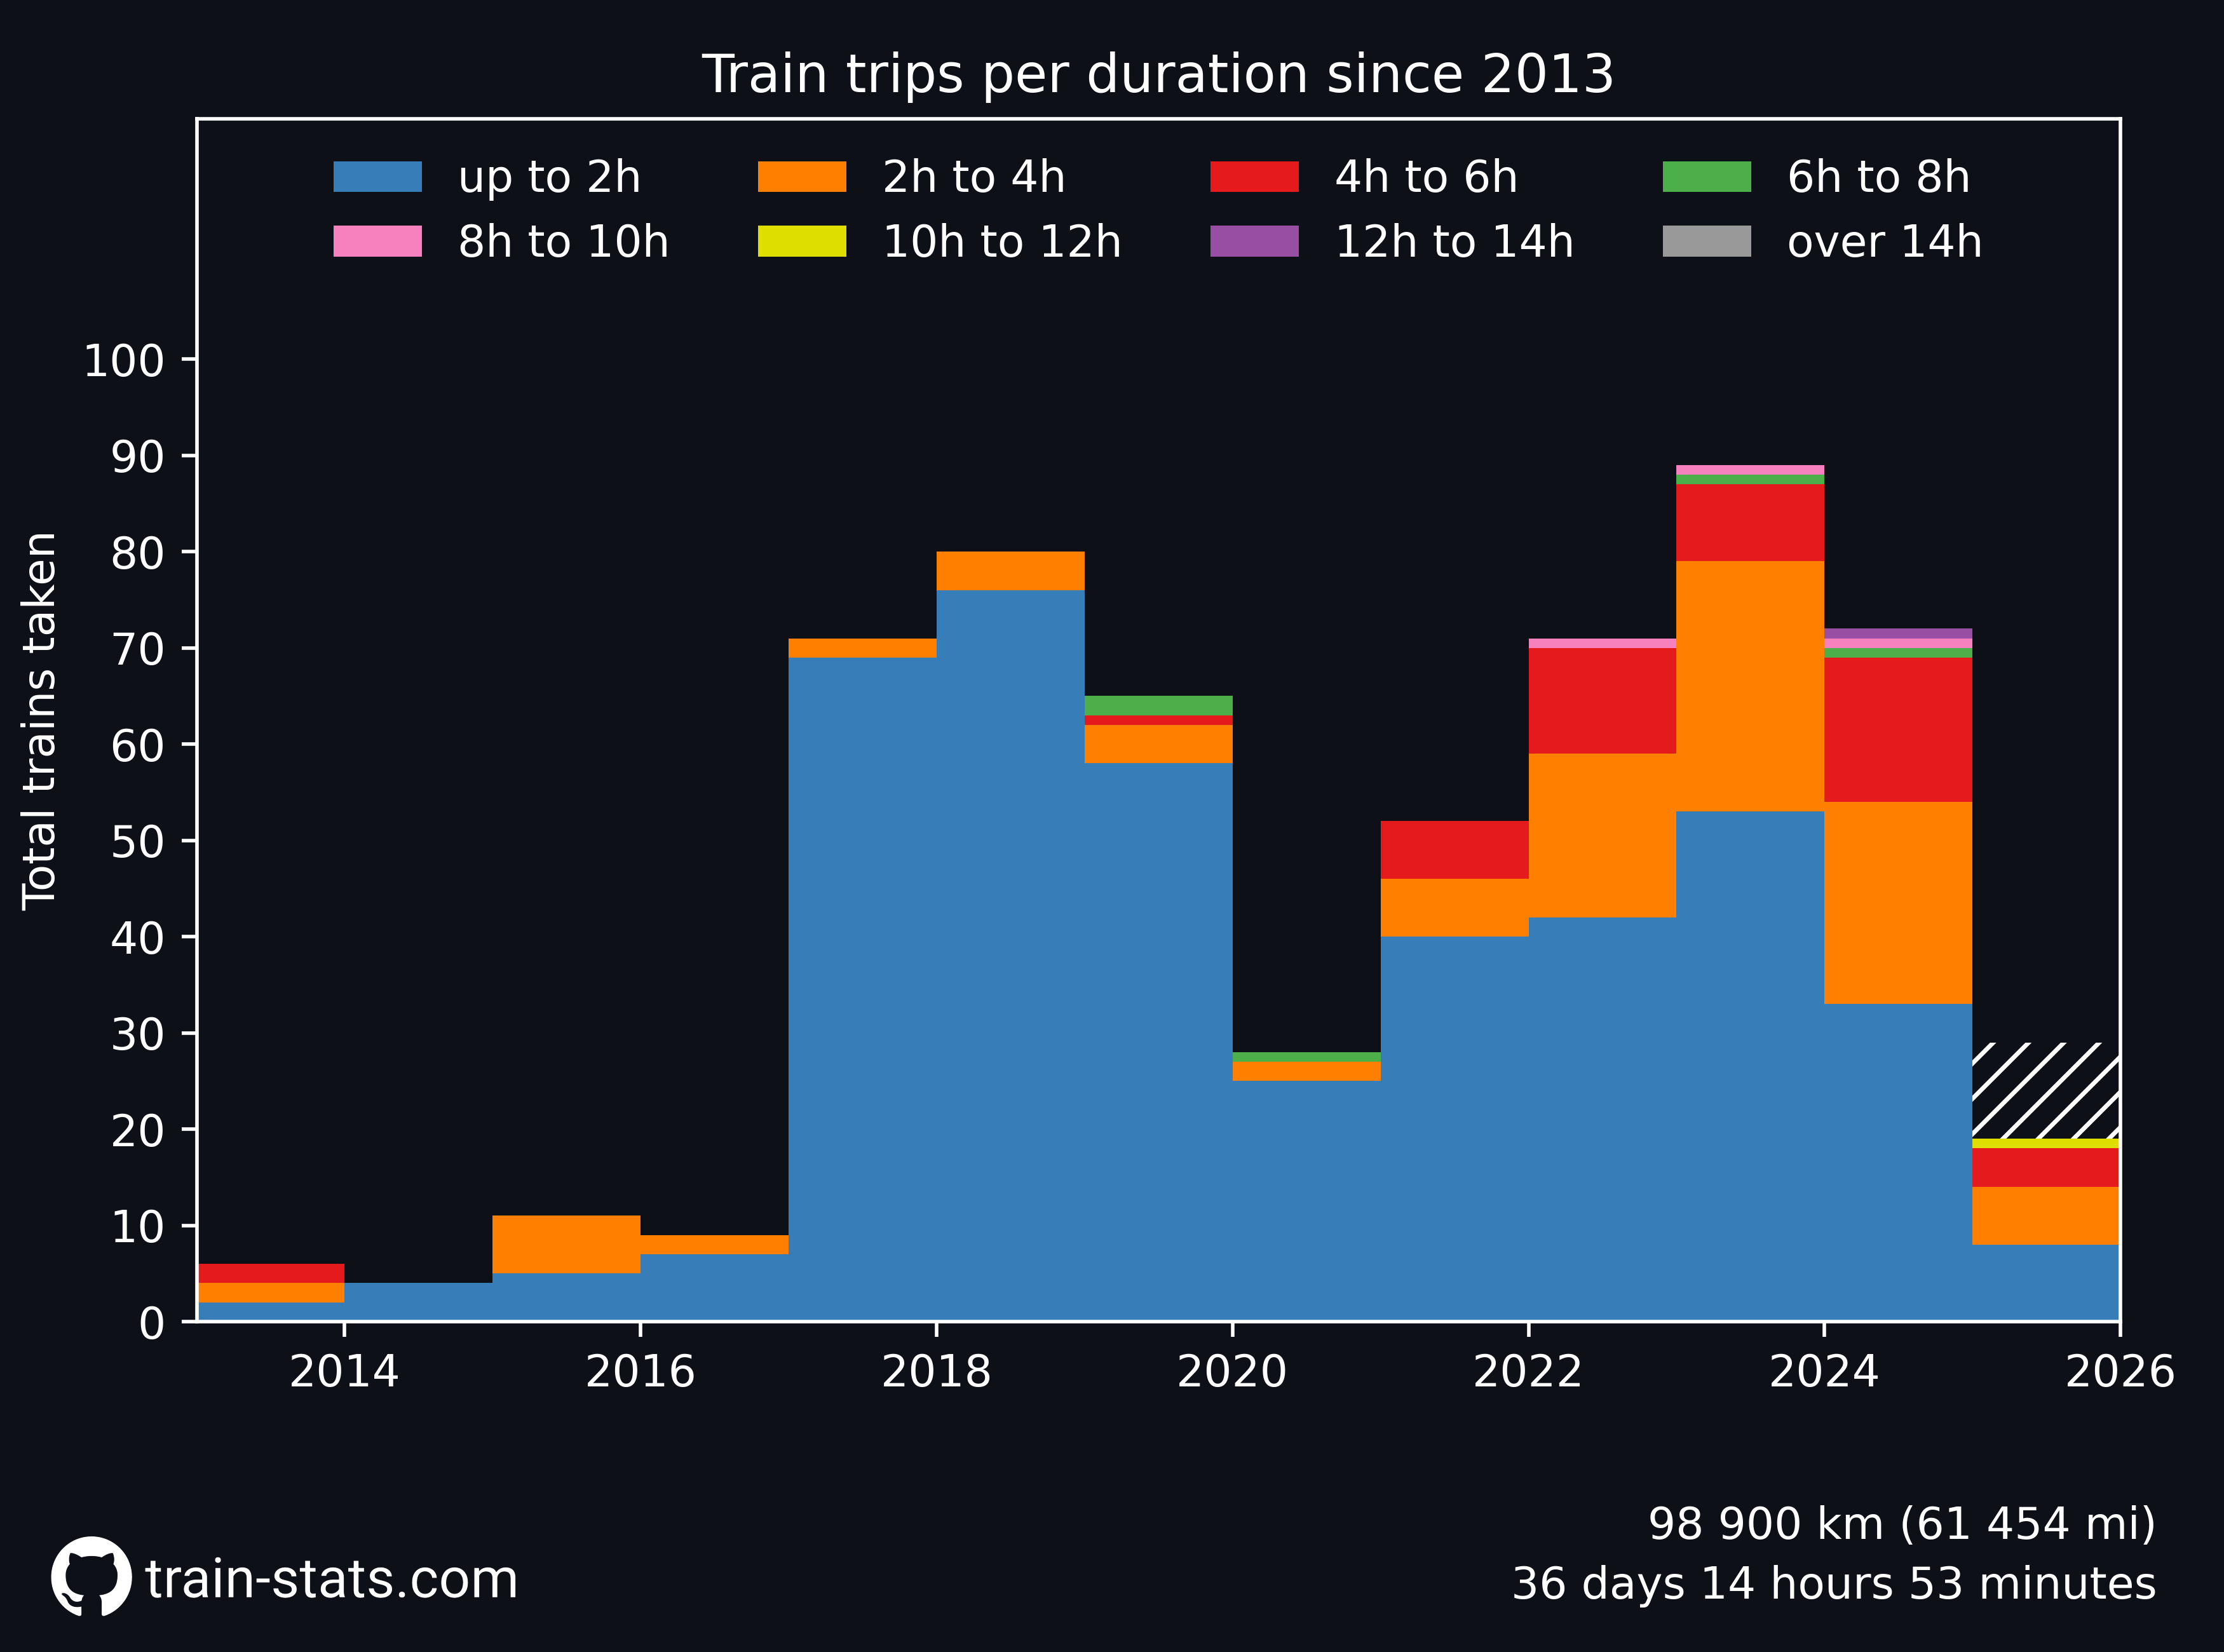 Train trips per duration since 2013
up to 2h 2h to 4h 4h to 6h 6h to 8h
8h to 10h 10h to 12h 12h to 14h over 14h
Total trains taken
100
90
80
70
60
50
40
30
20
10
0
2014 2016 2018 2020 2022 2024 2026
98 900 km (61 454 mi)
train-stats.com
36 days 14 hours 53 minutes